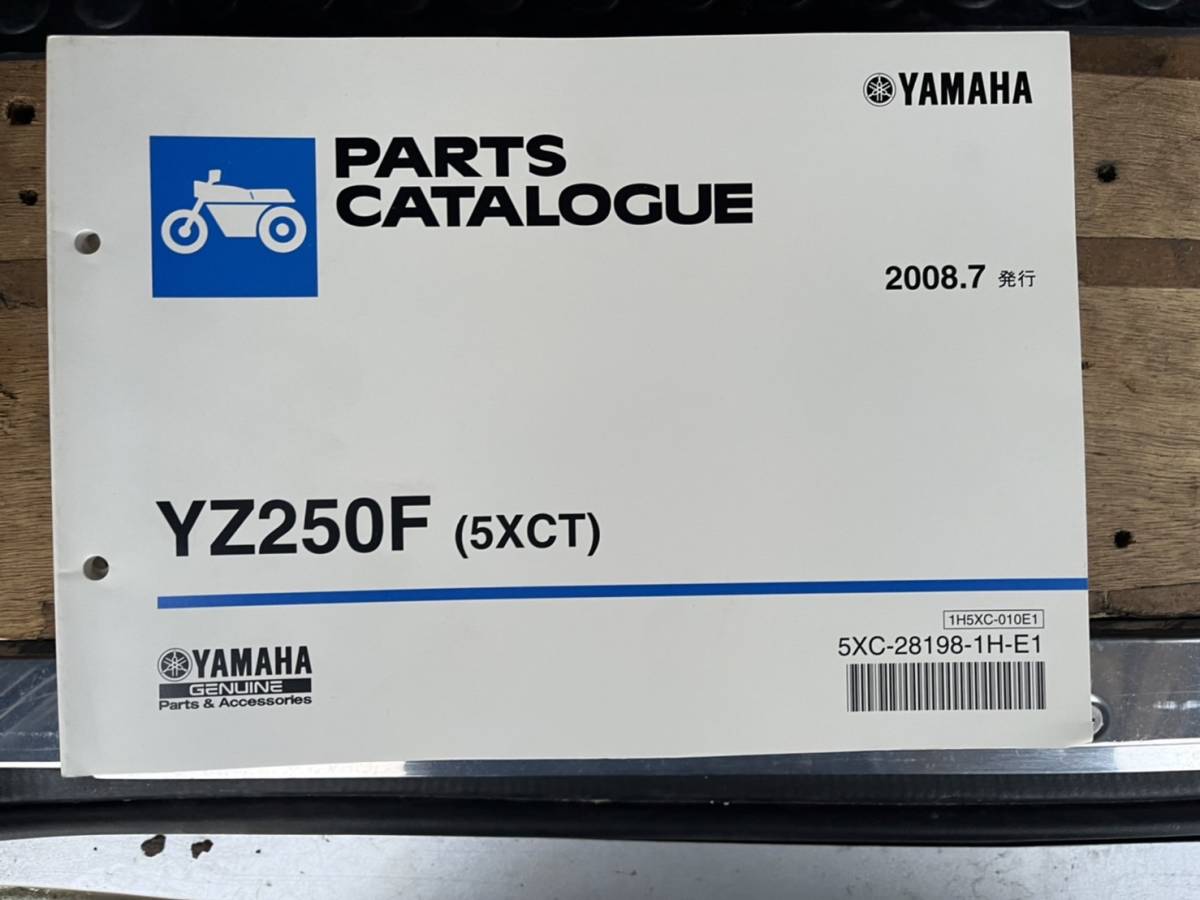 YAMAHA
PARTS
CATALOGUE
2008.7 発行
YZ250F (5XCT)
1H5XC-010E1
5XC-28198-1H-E1
YAMAHA
GENUINE
Parts & Accessories